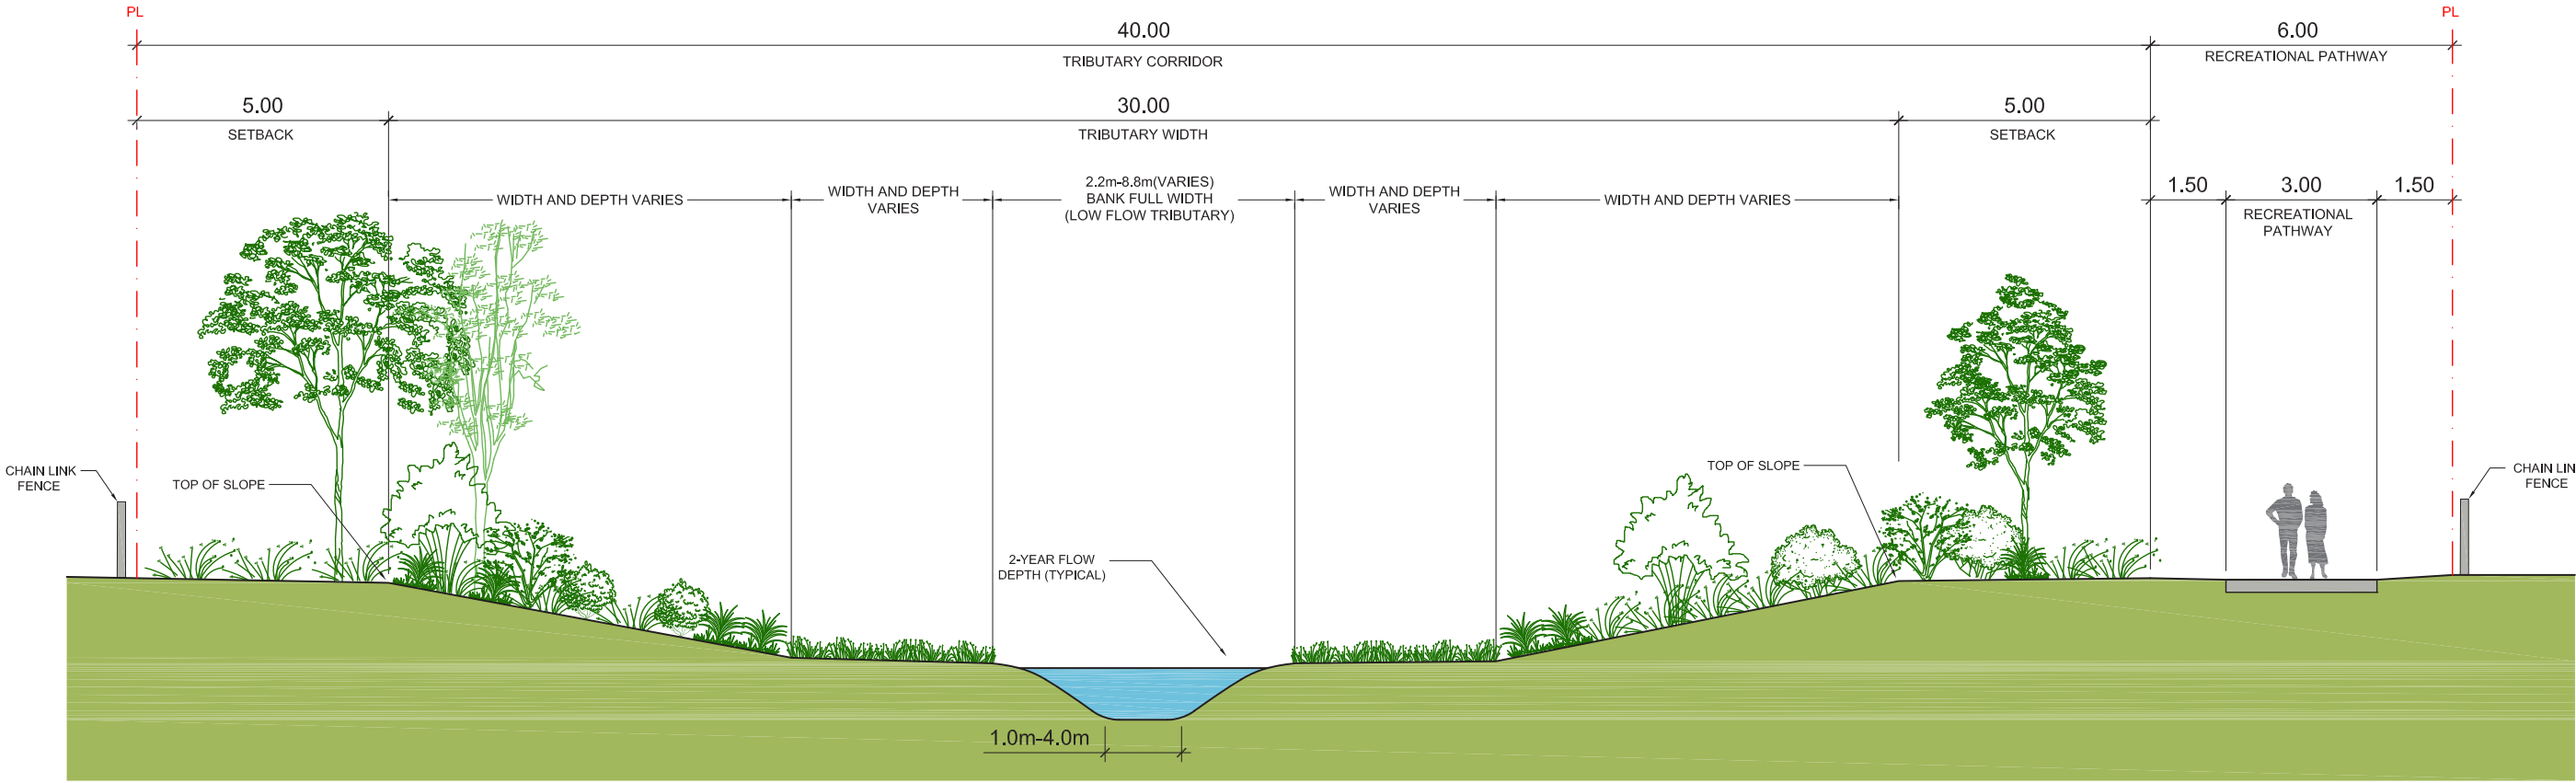 PL
PL
40.00
TRIBUTARY CORRIDOR
6.00
RECREATIONAL PATHWAY
5.00
SETBACK
30.00
TRIBUTARY WIDTH
5.00
SETBACK
WIDTH AND DEPTH VARIES
WIDTH AND DEPTH
VARIES
2.2m-8.8m(VARIES)
BANK FULL WIDTH
(LOW FLOW TRIBUTARY)
WIDTH AND DEPTH
VARIES
WIDTH AND DEPTH VARIES
1.50
3.00
1.50
RECREATIONAL
PATHWAY
CHAIN LINK
FENCE
TOP OF SLOPE
2-YEAR FLOW
DEPTH (TYPICAL)
TOP OF SLOPE
CHAIN LIN
FENCE
1.0m-4.0m